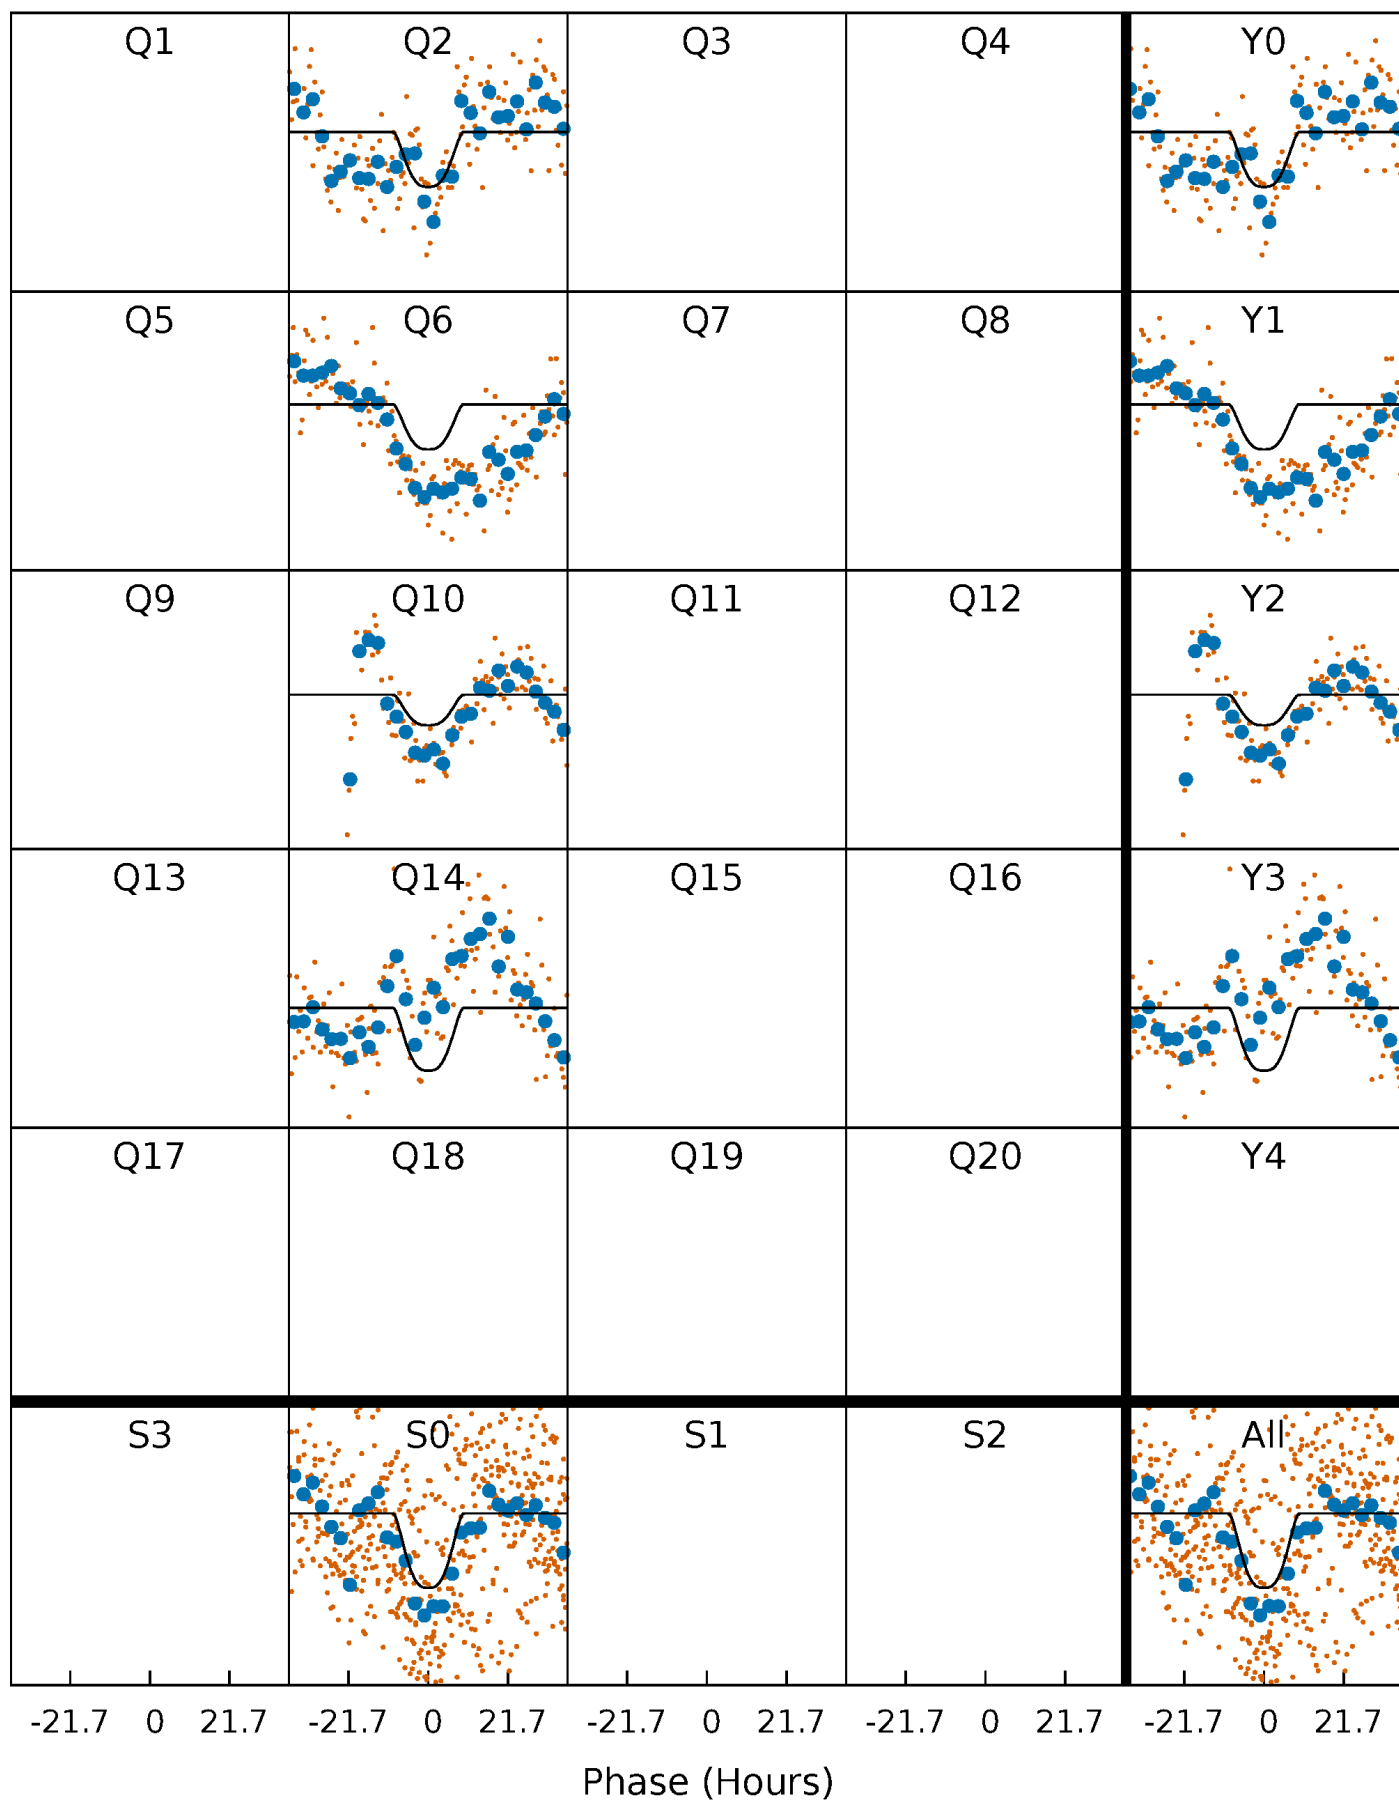 Q1 Q2 Q3 Q4 Y0
Q5 Q6 Q7 Q8 Y1
Q9 Q10 Q11 Q12 Y2
Q13 Q14 Q15 Q16 Y3
Q17 Q18 Q19 Q20 Y4
S3 S0 S1 S2 All
-21.7 0 21.7 -21.7 0 21.7 -21.7 0 21.7 -21.7 0 21.7 -21.7 0 21.7
Phase (Hours)